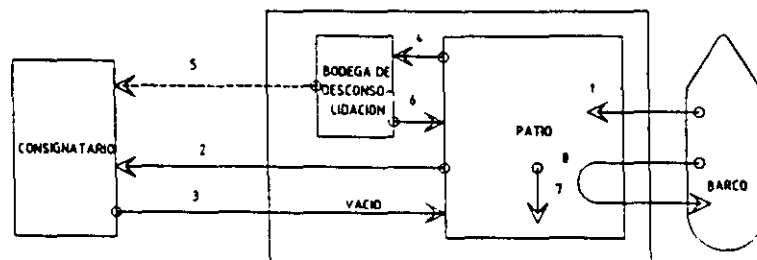 4
BODEGA DE
DESCONSO-
LIDACION
5
6
1
PATIO
CONSIGNATARIO
2
8
7
BARCO
3
VACIO